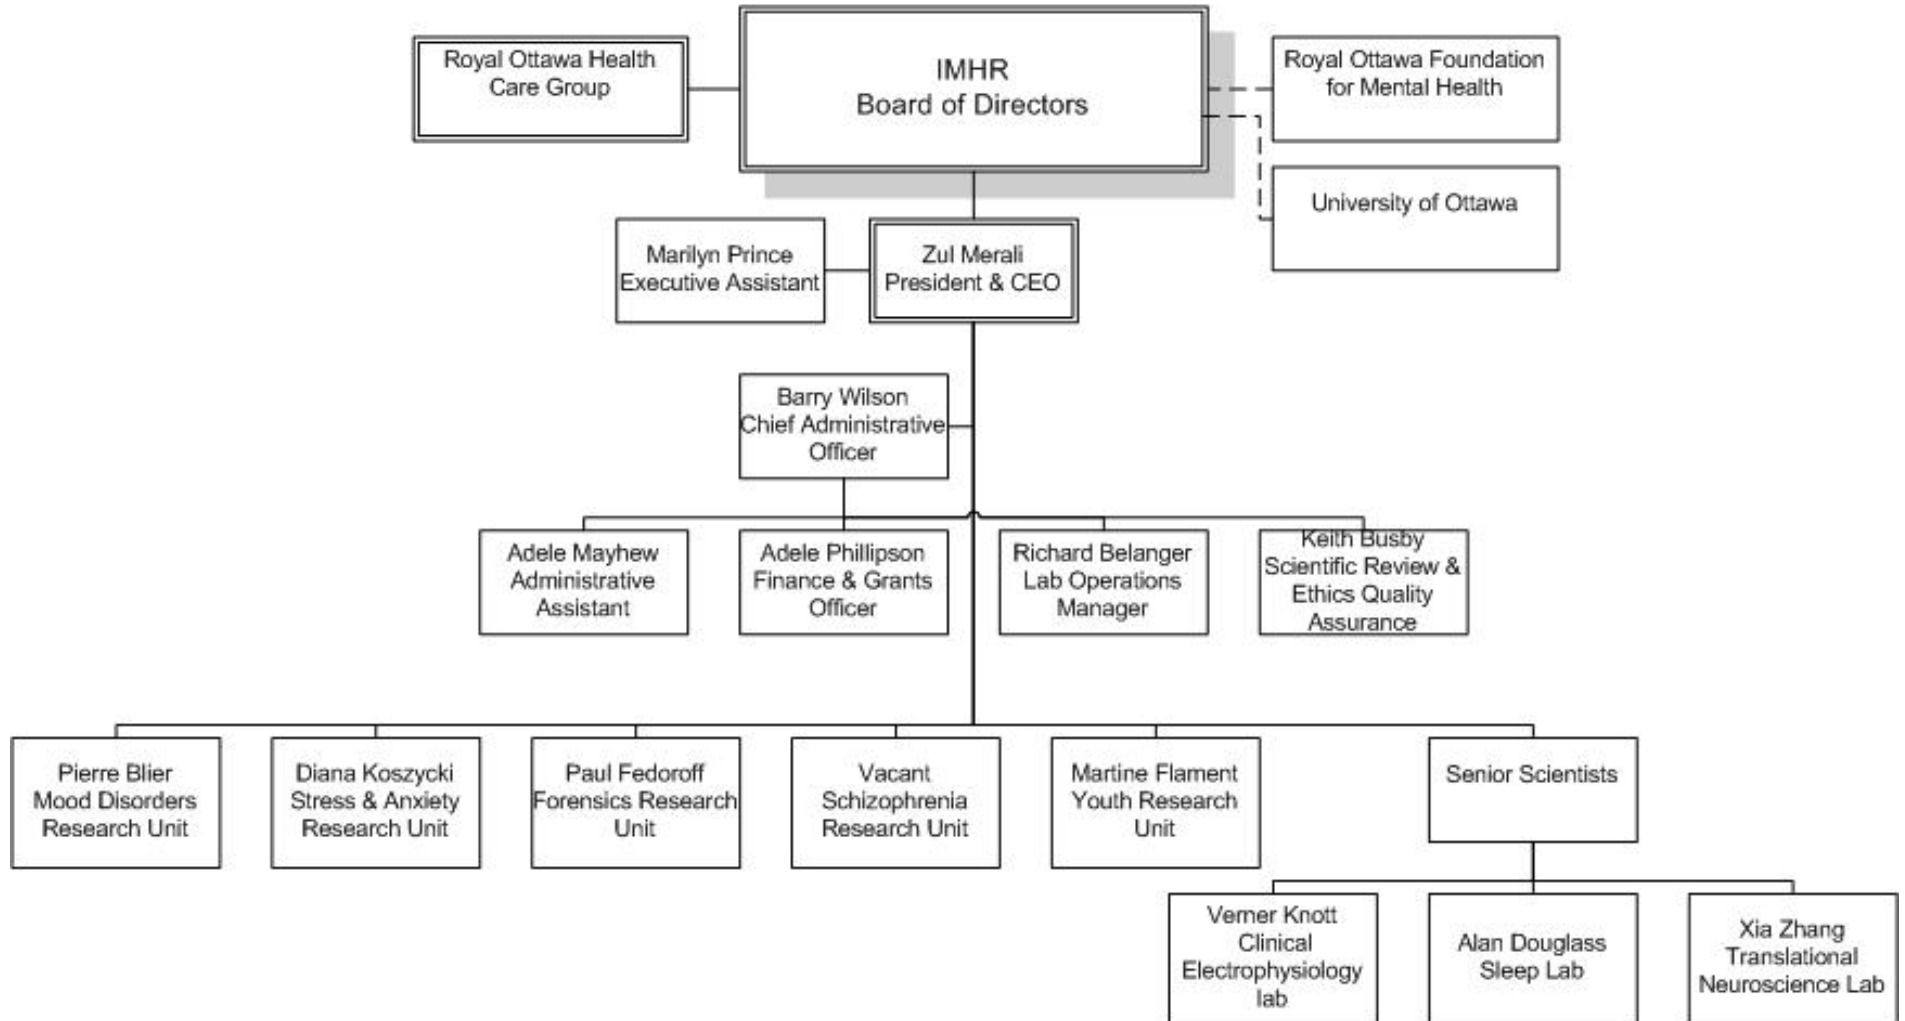 Royal Ottawa Health
Care Group
IMHR
Board of Directors
Royal Ottawa Foundation
for Mental Health
University of Ottawa
Marilyn Prince
Executive Assistant
Zul Merali
President & CEO
Barry Wilson
Chief Administrative
Officer
Adele Mayhew
Administrative
Assistant
Adele Phillipson
Finance & Grants
Officer
Richard Belanger
Lab Operations
Manager
Keith Busby
Scientific Review &
Ethics Quality
Assurance
Pierre Blier
Mood Disorders
Research Unit
Diana Koszycki
Stress & Anxiety
Research Unit
Paul Fedoroff
Forensics Research
Unit
Vacant
Schizophrenia
Research Unit
Martine Flament
Youth Research
Unit
Senior Scientists
Verner Knott
Clinical
Electrophysiology
lab
Alan Douglass
Sleep Lab
Xia Zhang
Translational
Neuroscience Lab